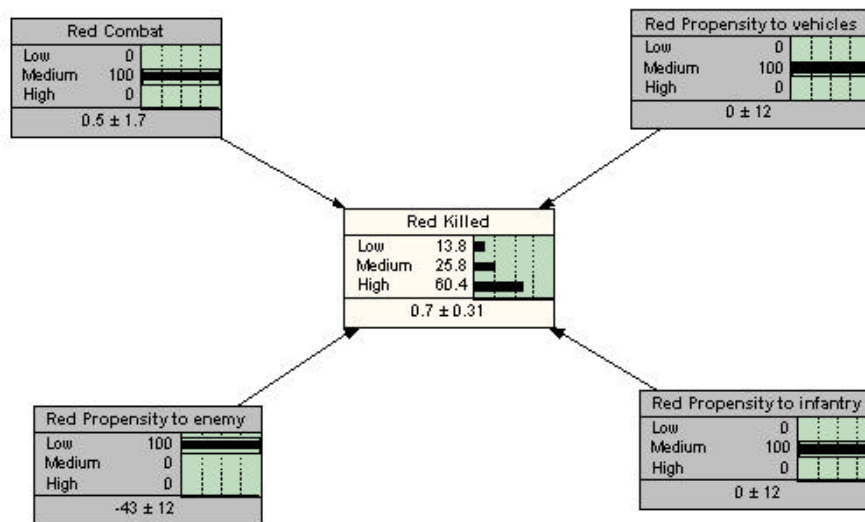 Red Combat
Low 0
Medium 100
High 0
0.5 ± 1.7
Red Propensity to vehicles
Low 0
Medium 100
High 0
0 ± 12
Red Killed
Low 13.8
Medium 25.8
High 60.4
0.7 ± 0.31
Red Propensity to enemy
Low 100
Medium 0
High 0
-43 ± 12
Red Propensity to infantry
Low 0
Medium 100
High 0
0 ± 12